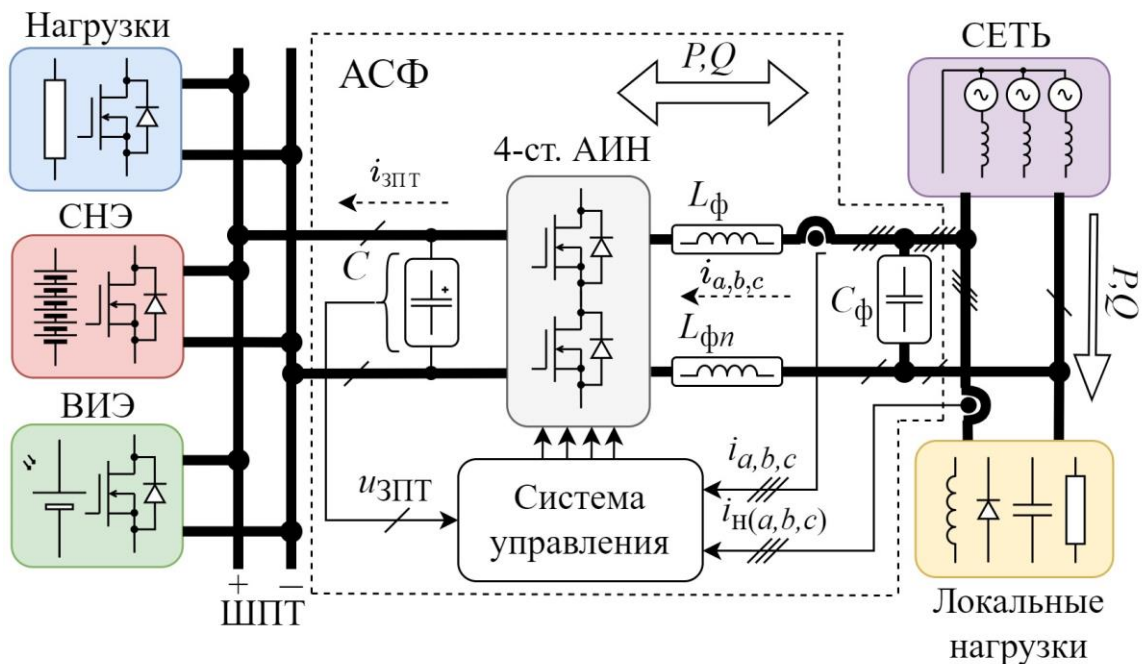 Нагрузки
СНЭ
ВИЭ
+ −
ШПТ
АСФ
P,Q
4-ст. АИН
iЗПТ
C
+
uЗПТ
Lф
ia,b,c
Lфn
Cф
Система
управления
ia,b,c
iн(a,b,c)
СЕТЬ
P,Q
Локальные
нагрузки